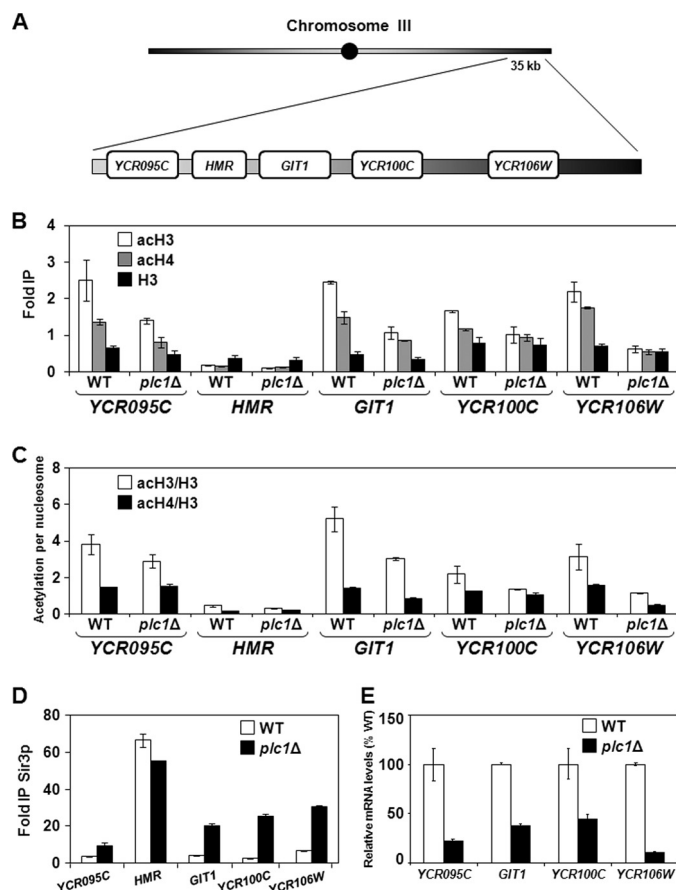 A
Chromosome III
35 kb
YCR095C HMR GIT1 YCR100C YCR106W
B
4
3
2
1
0
Fold IP
acH3
acH4
H3
WT plc1Δ WT plc1Δ WT plc1Δ WT plc1Δ WT plc1Δ
YCR095C HMR GIT1 YCR100C YCR106W
C
8
6
4
2
0
Acetylation per nucleosome
acH3/H3
acH4/H3
WT plc1Δ WT plc1Δ WT plc1Δ WT plc1Δ WT plc1Δ
YCR095C HMR GIT1 YCR100C YCR106W
D
80
60
40
20
0
Fold IP Sir3p
WT
plc1Δ
YCR095C HMR GIT1 YCR100C YCR106W
E
150
100
50
0
Relative mRNA levels (% WT)
WT
plc1Δ
YCR095C GIT1 YCR100C YCR106W